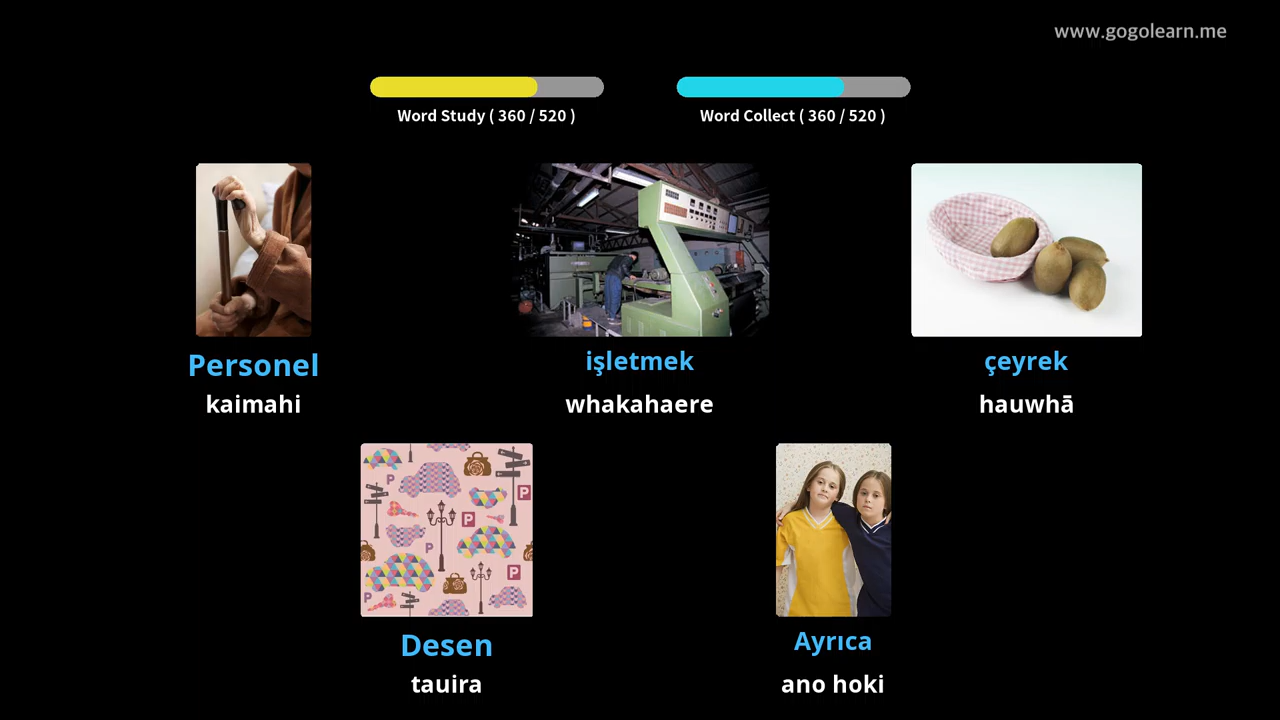 www.gogolearn.me
Word Study ( 360 / 520 )
Word Collect ( 360 / 520 )
Personel
kaimahi
işletmek
whakahaere
çeyrek
hauwhā
P
P
P
P
P
P
Desen
tauira
Ayrıca
ano hoki